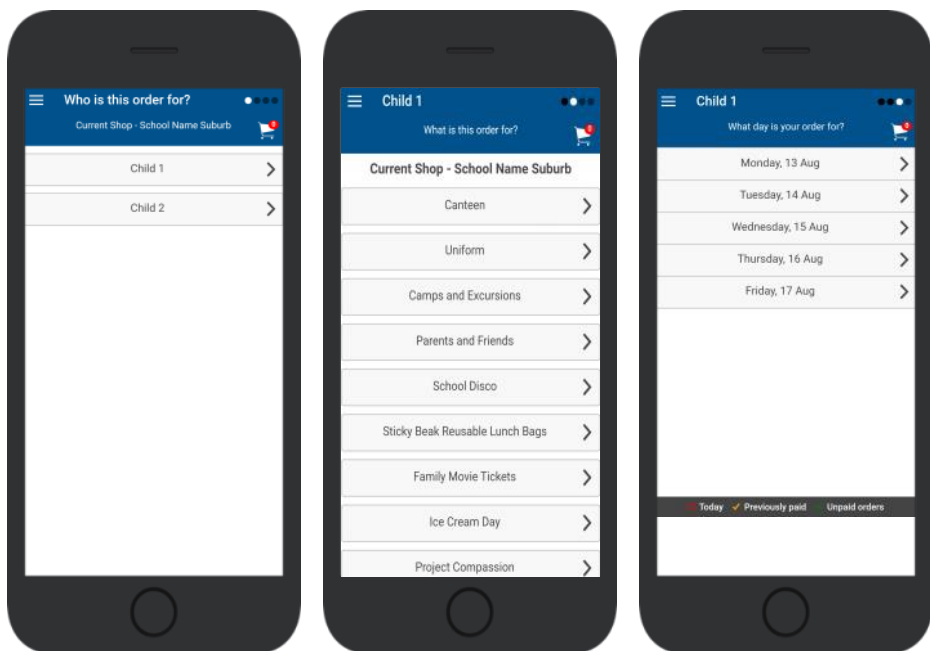 Who is this order for?
Current Shop - School Name Suburb
Child 1
Child 2
Child 1
What is this order for?
Current Shop - School Name Suburb
Canteen
Uniform
Camps and Excursions
Parents and Friends
School Disco
Sticky Beak Reusable Lunch Bags
Family Movie Tickets
Ice Cream Day
Project Compassion
Child 1
What day is your order for?
Monday, 13 Aug
Tuesday, 14 Aug
Wednesday, 15 Aug
Thursday, 16 Aug
Friday, 17 Aug
Today Previously paid Unpaid orders